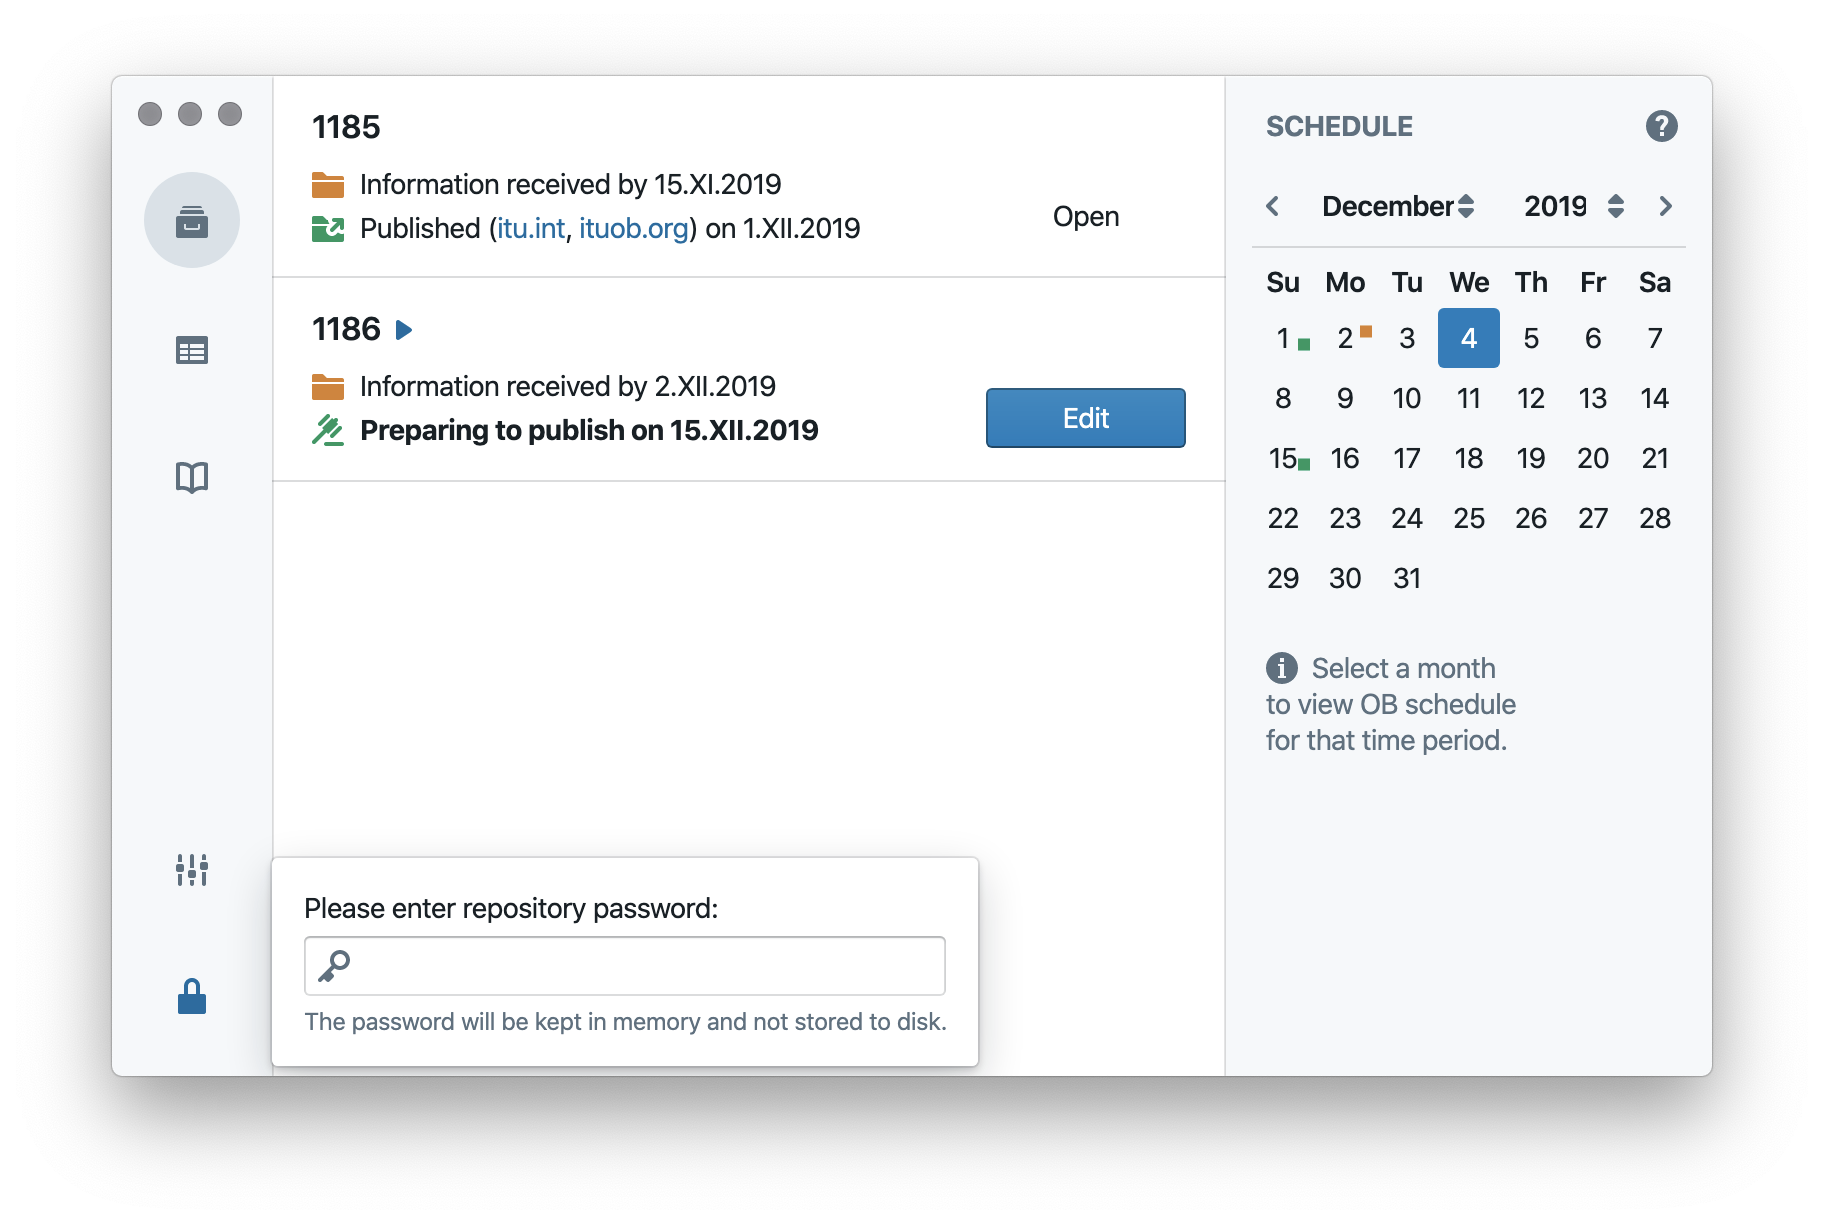 1185
Information received by 15.XI.2019
Published (itu.int, ituob.org) on 1.XII.2019
Open
1186
Information received by 2.XII.2019
Preparing to publish on 15.XII.2019
Edit
Please enter repository password:
The password will be kept in memory and not stored to disk.
SCHEDULE
?
December 2019
Su Mo Tu We Th Fr Sa
1 2 3 4 5 6 7
8 9 10 11 12 13 14
15 16 17 18 19 20 21
22 23 24 25 26 27 28
29 30 31
i Select a month
to view OB schedule
for that time period.